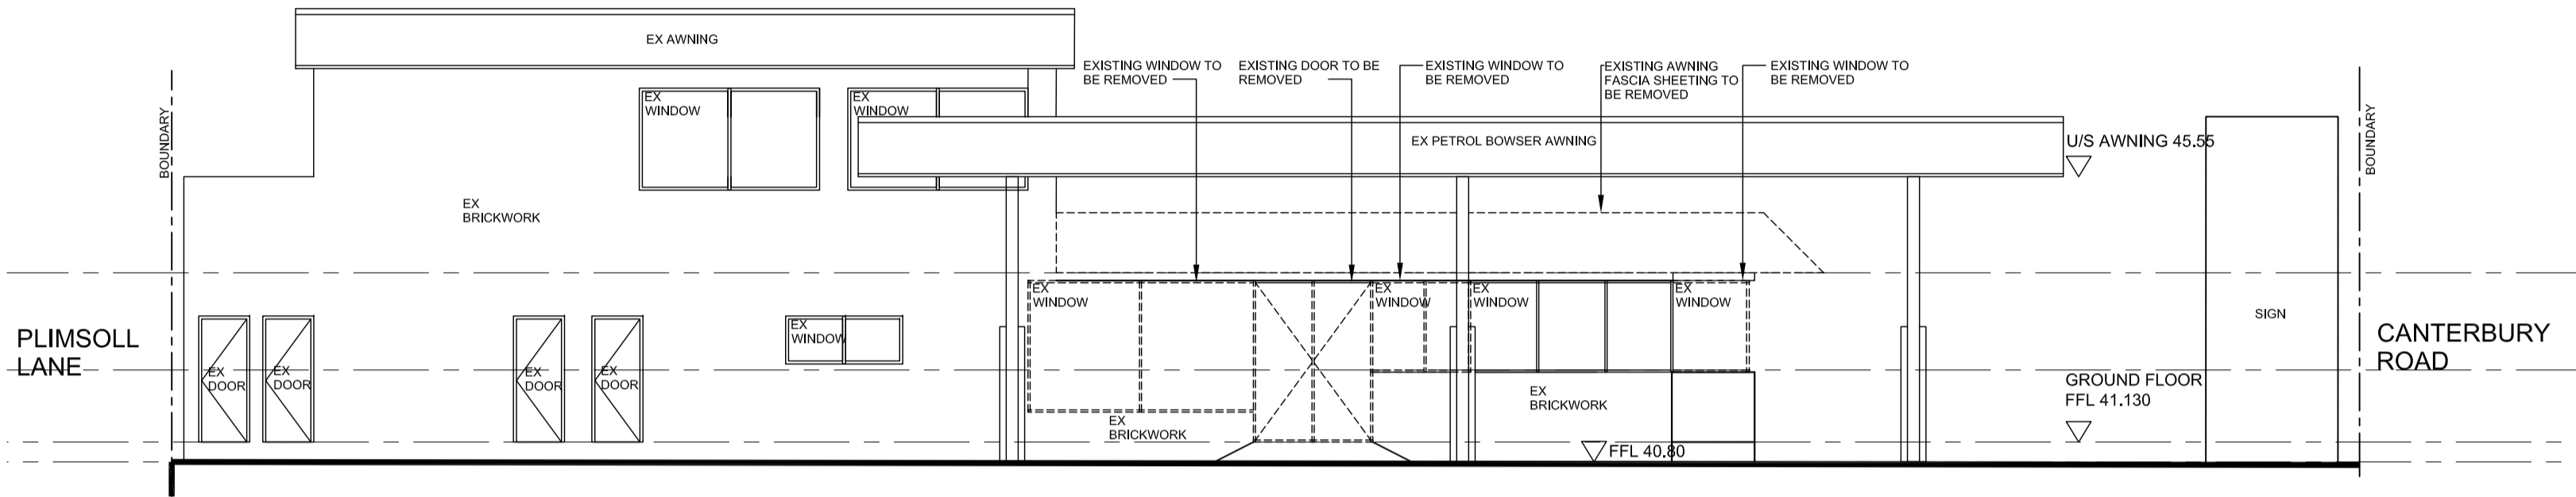 EX AWNING
EXISTING WINDOW TO
BE REMOVED
EXISTING DOOR TO BE
REMOVED
EXISTING WINDOW TO
BE REMOVED
EXISTING AWNING
FASCIA SHEETING TO
BE REMOVED
EXISTING WINDOW TO
BE REMOVED
BOUNDARY
EX
WINDOW
EX
WINDOW
EX PETROL BOWSER AWNING
U/S AWNING 45.55
BOUNDARY
EX
BRICKWORK
EX
WINDOW
EX
WINDOW
EX
WINDOW
EX
WINDOW
SIGN
PLIMSOLL
LANE
EX
WINDOW
CANTERBURY
ROAD
EX
DOOR
EX
DOOR
EX
DOOR
EX
DOOR
EX
BRICKWORK
EX
BRICKWORK
GROUND FLOOR
FFL 41.130
FFL 40.80